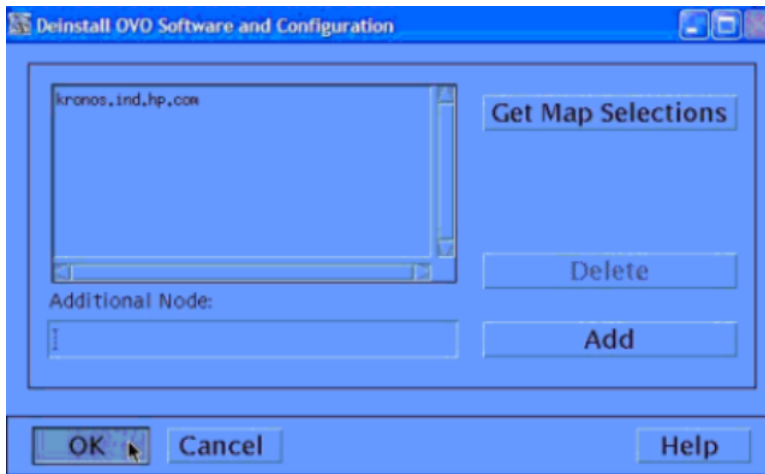 Deinstall OVO Software and Configuration
kronos.ind.hp.com
Get Map Selections
Delete
Additional Node:
Add
OK
Cancel
Help